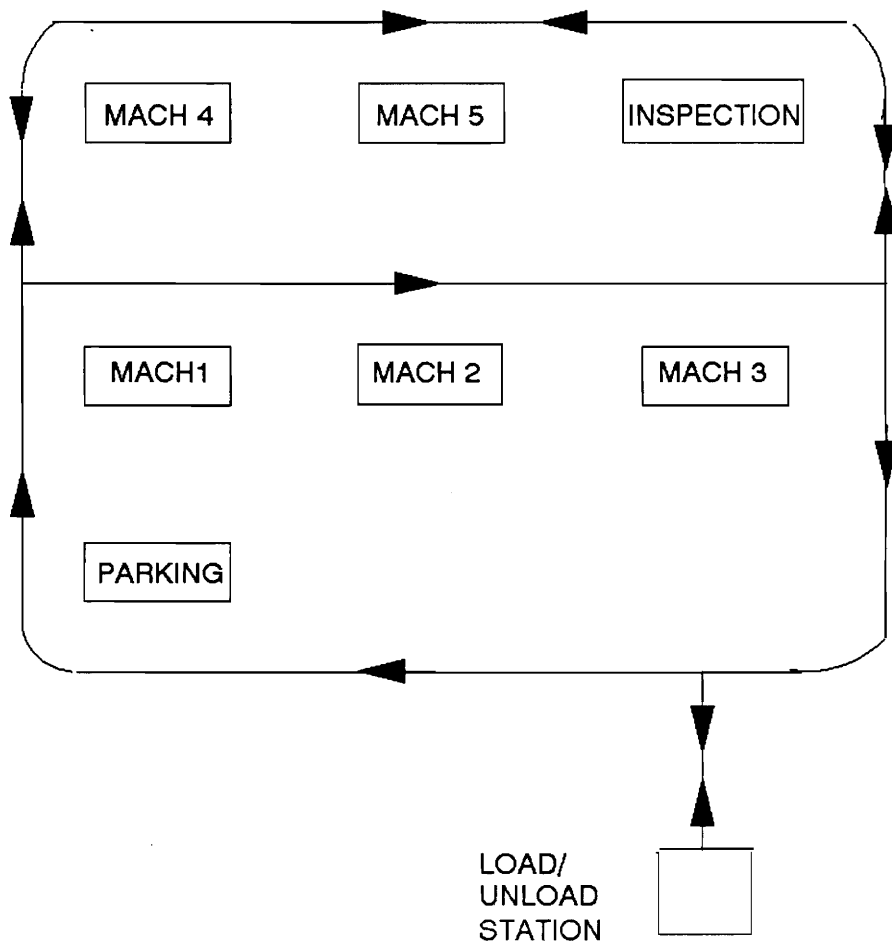 MACH 4
MACH 5
INSPECTION
MACH1
MACH 2
MACH 3
PARKING
LOAD/
UNLOAD
STATION